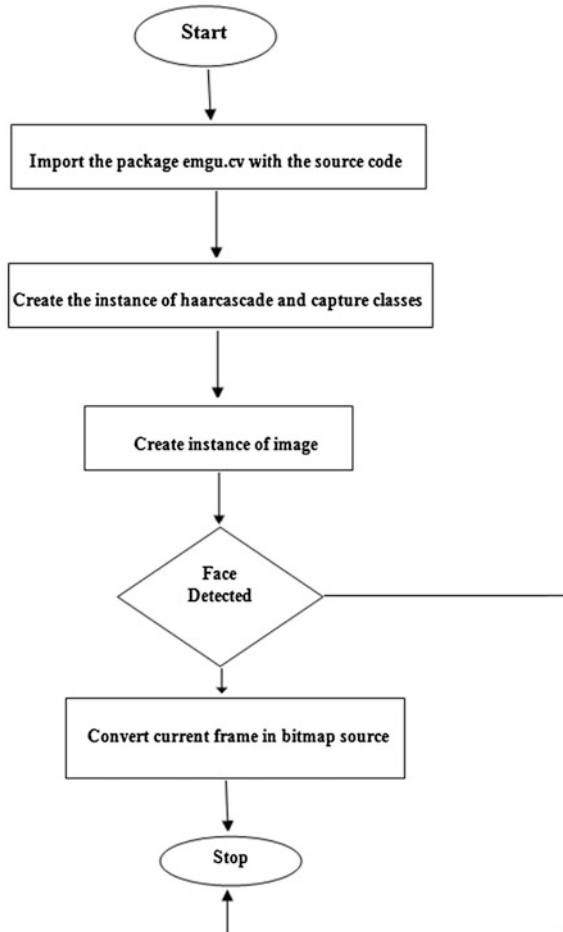 Start
Import the package emgu.cv with the source code
Create the instance of haarcascade and capture classes
Create instance of image
Face
Detected
Convert current frame in bitmap source
Stop